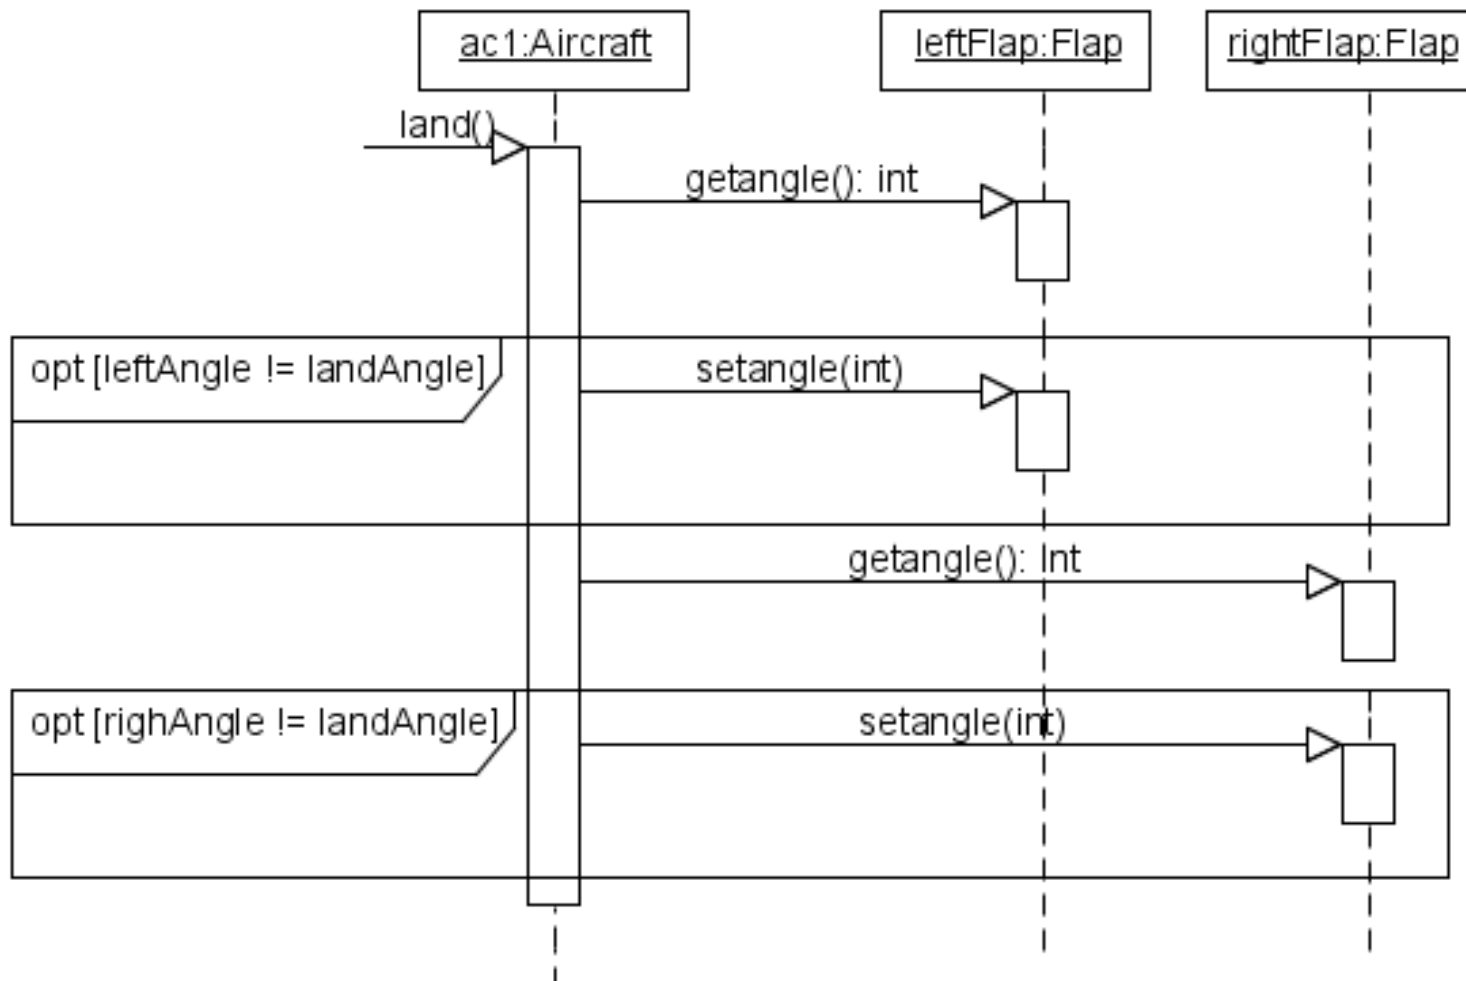 ac1:Aircraft
leftFlap:Flap
rightFlap:Flap
land()
getangle(): int
opt [leftAngle != landAngle]
setangle(int)
getangle(): int
opt [righAngle != landAngle]
setangle(int)